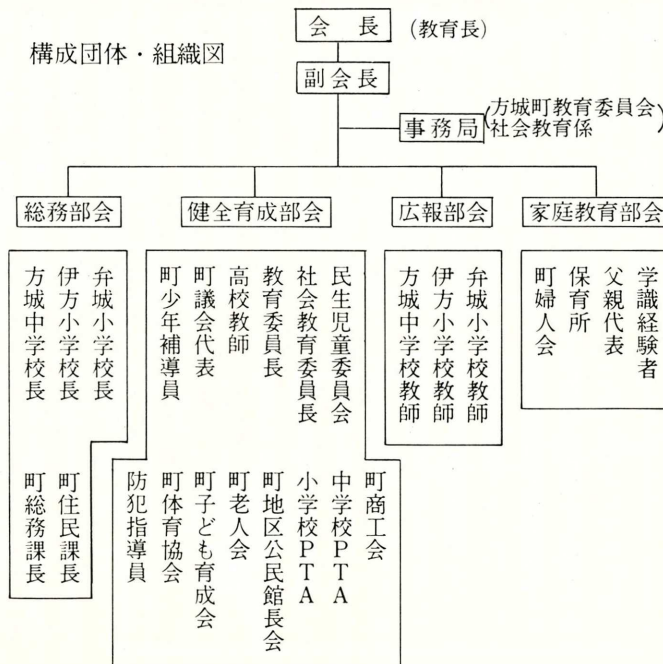 構成団体・組織図
会長
(教育長)
副会長
事務局
(方城町教育委員会
社会教育係)
総務部会
健全育成部会
広報部会
家庭教育部会
弁城小学校長
伊方小学校長
方城中学校長
町住民課長
町総務課長
民生児童委員会
社会教育委員長
教育委員長
高校教師
町議会代表
町少年補導員
町商工会
中学校PTA
小学校PTA
町地区公民館長会
町老人会
町子ども育成会
町体育協会
防犯指導員
弁城小学校教師
伊方小学校教師
方城中学校教師
学識経験者
父親代表
保育所
町婦人会